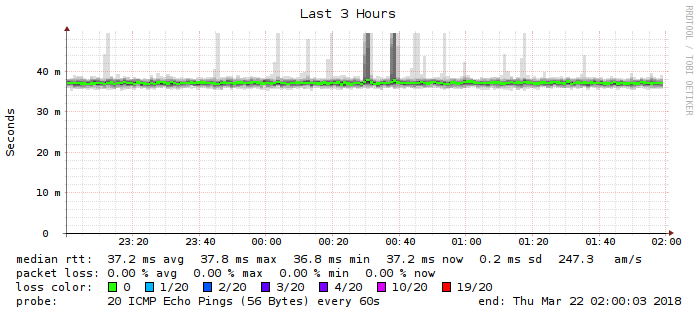 Last 3 Hours
RRDTOOL / TOBI OETIKER
Seconds
40 m
30 m
20 m
10 m
0
23:20 23:40 00:00 00:20 00:40 01:00 01:20 01:40 02:00
median rtt: 37.2 ms avg 37.8 ms max 36.8 ms min 37.2 ms now 0.2 ms sd 247.3 am/s
packet loss: 0.00 % avg 0.00 % max 0.00 % min 0.00 % now
loss color: 0 1/20 2/20 3/20 4/20 10/20 19/20
probe: 20 ICMP Echo Pings (56 Bytes) every 60s end: Thu Mar 22 02:00:03 2018